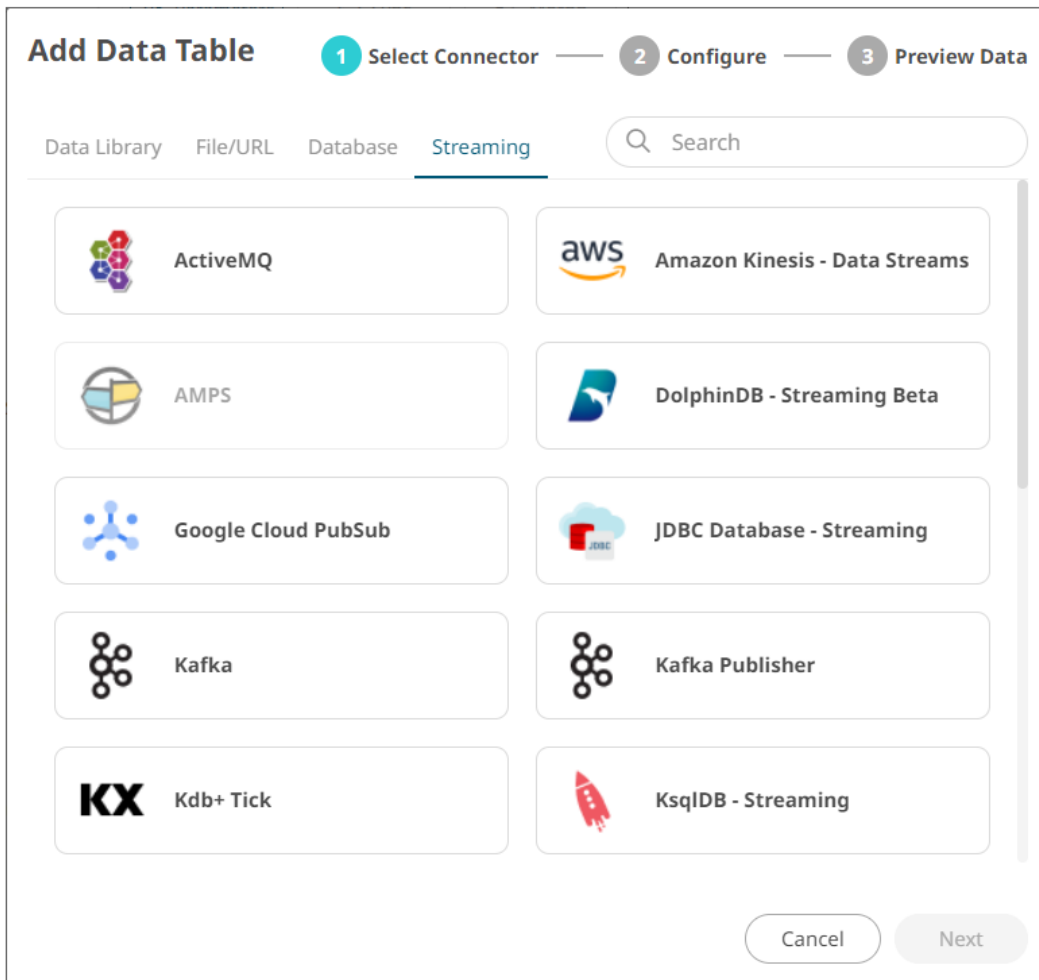 Add Data Table
1 Select Connector 2 Configure 3 Preview Data
Data Library File/URL Database Streaming Search
ActiveMQ
aws Amazon Kinesis - Data Streams
AMPS
DolphinDB - Streaming Beta
Google Cloud PubSub
JDBC JDBC Database - Streaming
Kafka
Kafka Publisher
KX Kdb+ Tick
KsqlDB - Streaming
Cancel Next